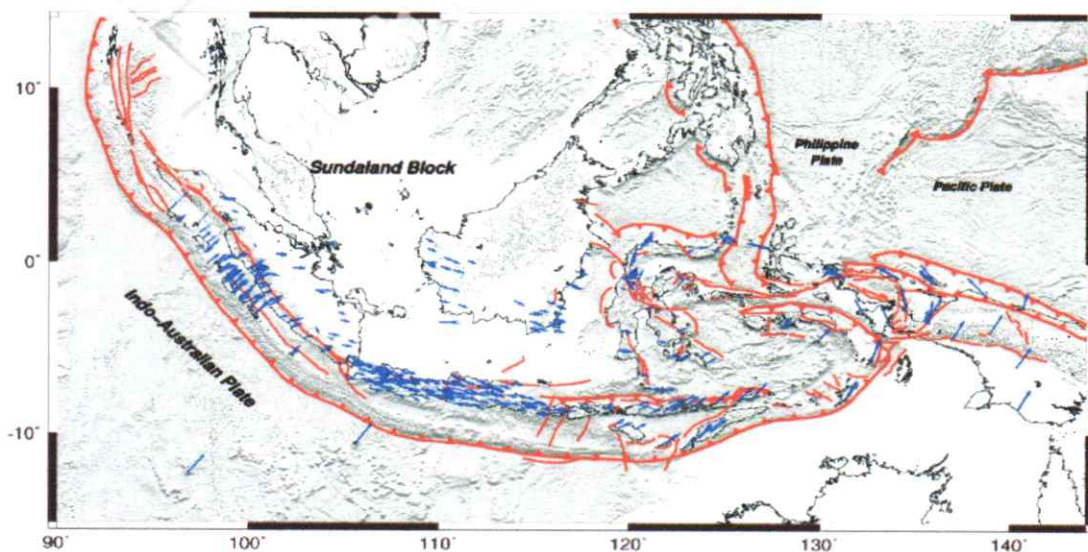 10°
0°
-10°
Sundaland Block
Philippine
Plate
Pacific Plate
Indo-Australian Plate
90°
100°
110°
120°
130°
140°